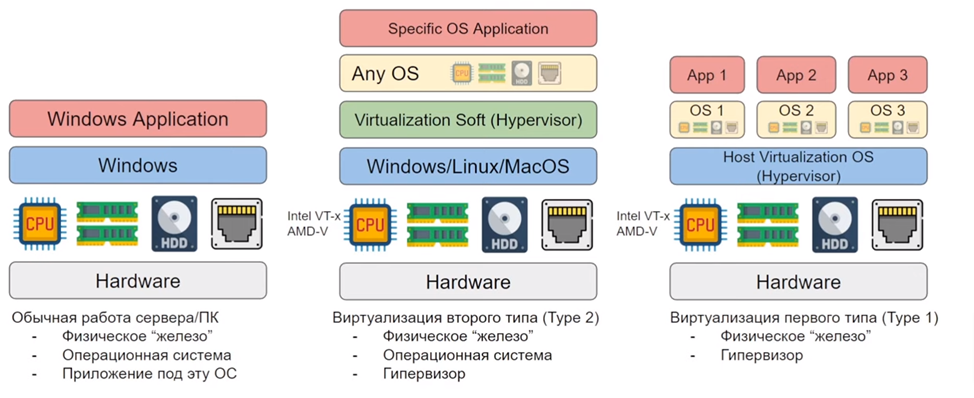 Windows Application
Windows
CPU
HDD
Hardware
Обычная работа сервера/ПК
- Физическое “железо”
- Операционная система
- Приложение под эту ОС
Specific OS Application
Any OS
CPU
Virtualization Soft (Hypervisor)
Windows/Linux/MacOS
Intel VT-x
AMD-V
CPU
HDD
Hardware
Виртуализация второго типа (Type 2)
- Физическое “железо”
- Операционная система
- Гипервизор
App 1
App 2
App 3
OS 1
OS 2
OS 3
Host Virtualization OS
(Hypervisor)
Intel VT-x
AMD-V
CPU
HDD
Hardware
Виртуализация первого типа (Type 1)
- Физическое “железо”
- Гипервизор